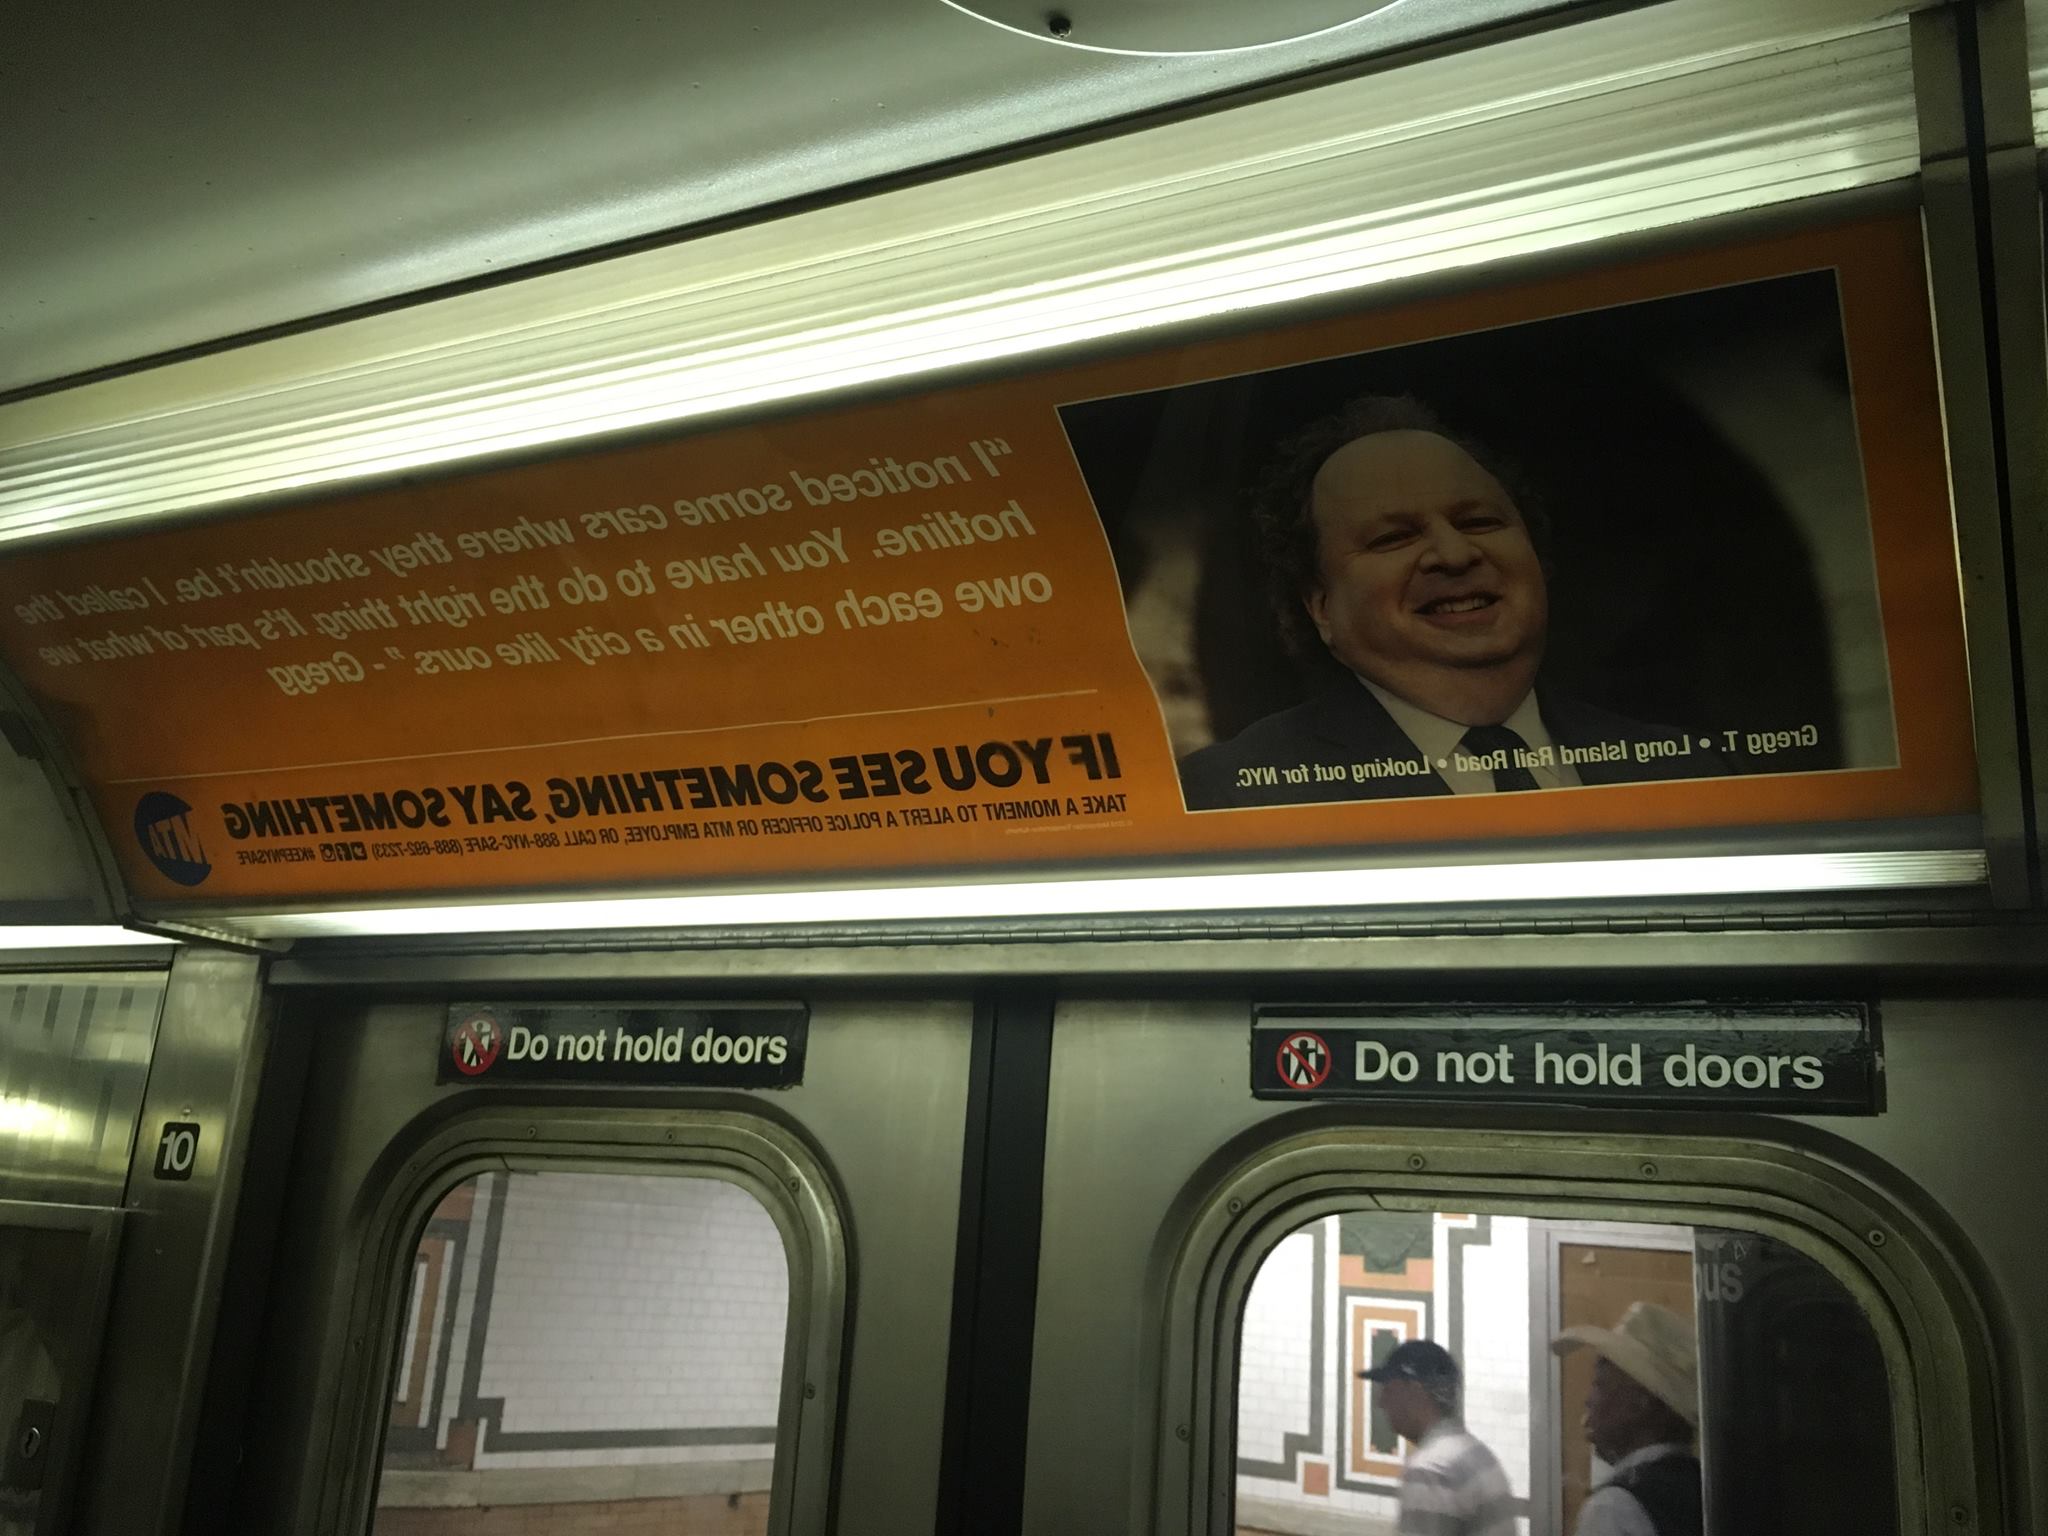 "I noticed some cars where they shouldn't be. I called the
hotline. You have to do the right thing. It's part of what we
owe each other in a city like ours." - Gregg
Gregg T. • Long Island Rail Road • Looking out for NYC.
IF YOU SEE SOMETHING, SAY SOMETHING
TAKE A MOMENT TO ALERT A POLICE OFFICER OR MTA EMPLOYEE, OR CALL 888-NYC-SAFE (888-692-7233) #KEEPNYSAFE
MTA
Do not hold doors
Do not hold doors
10